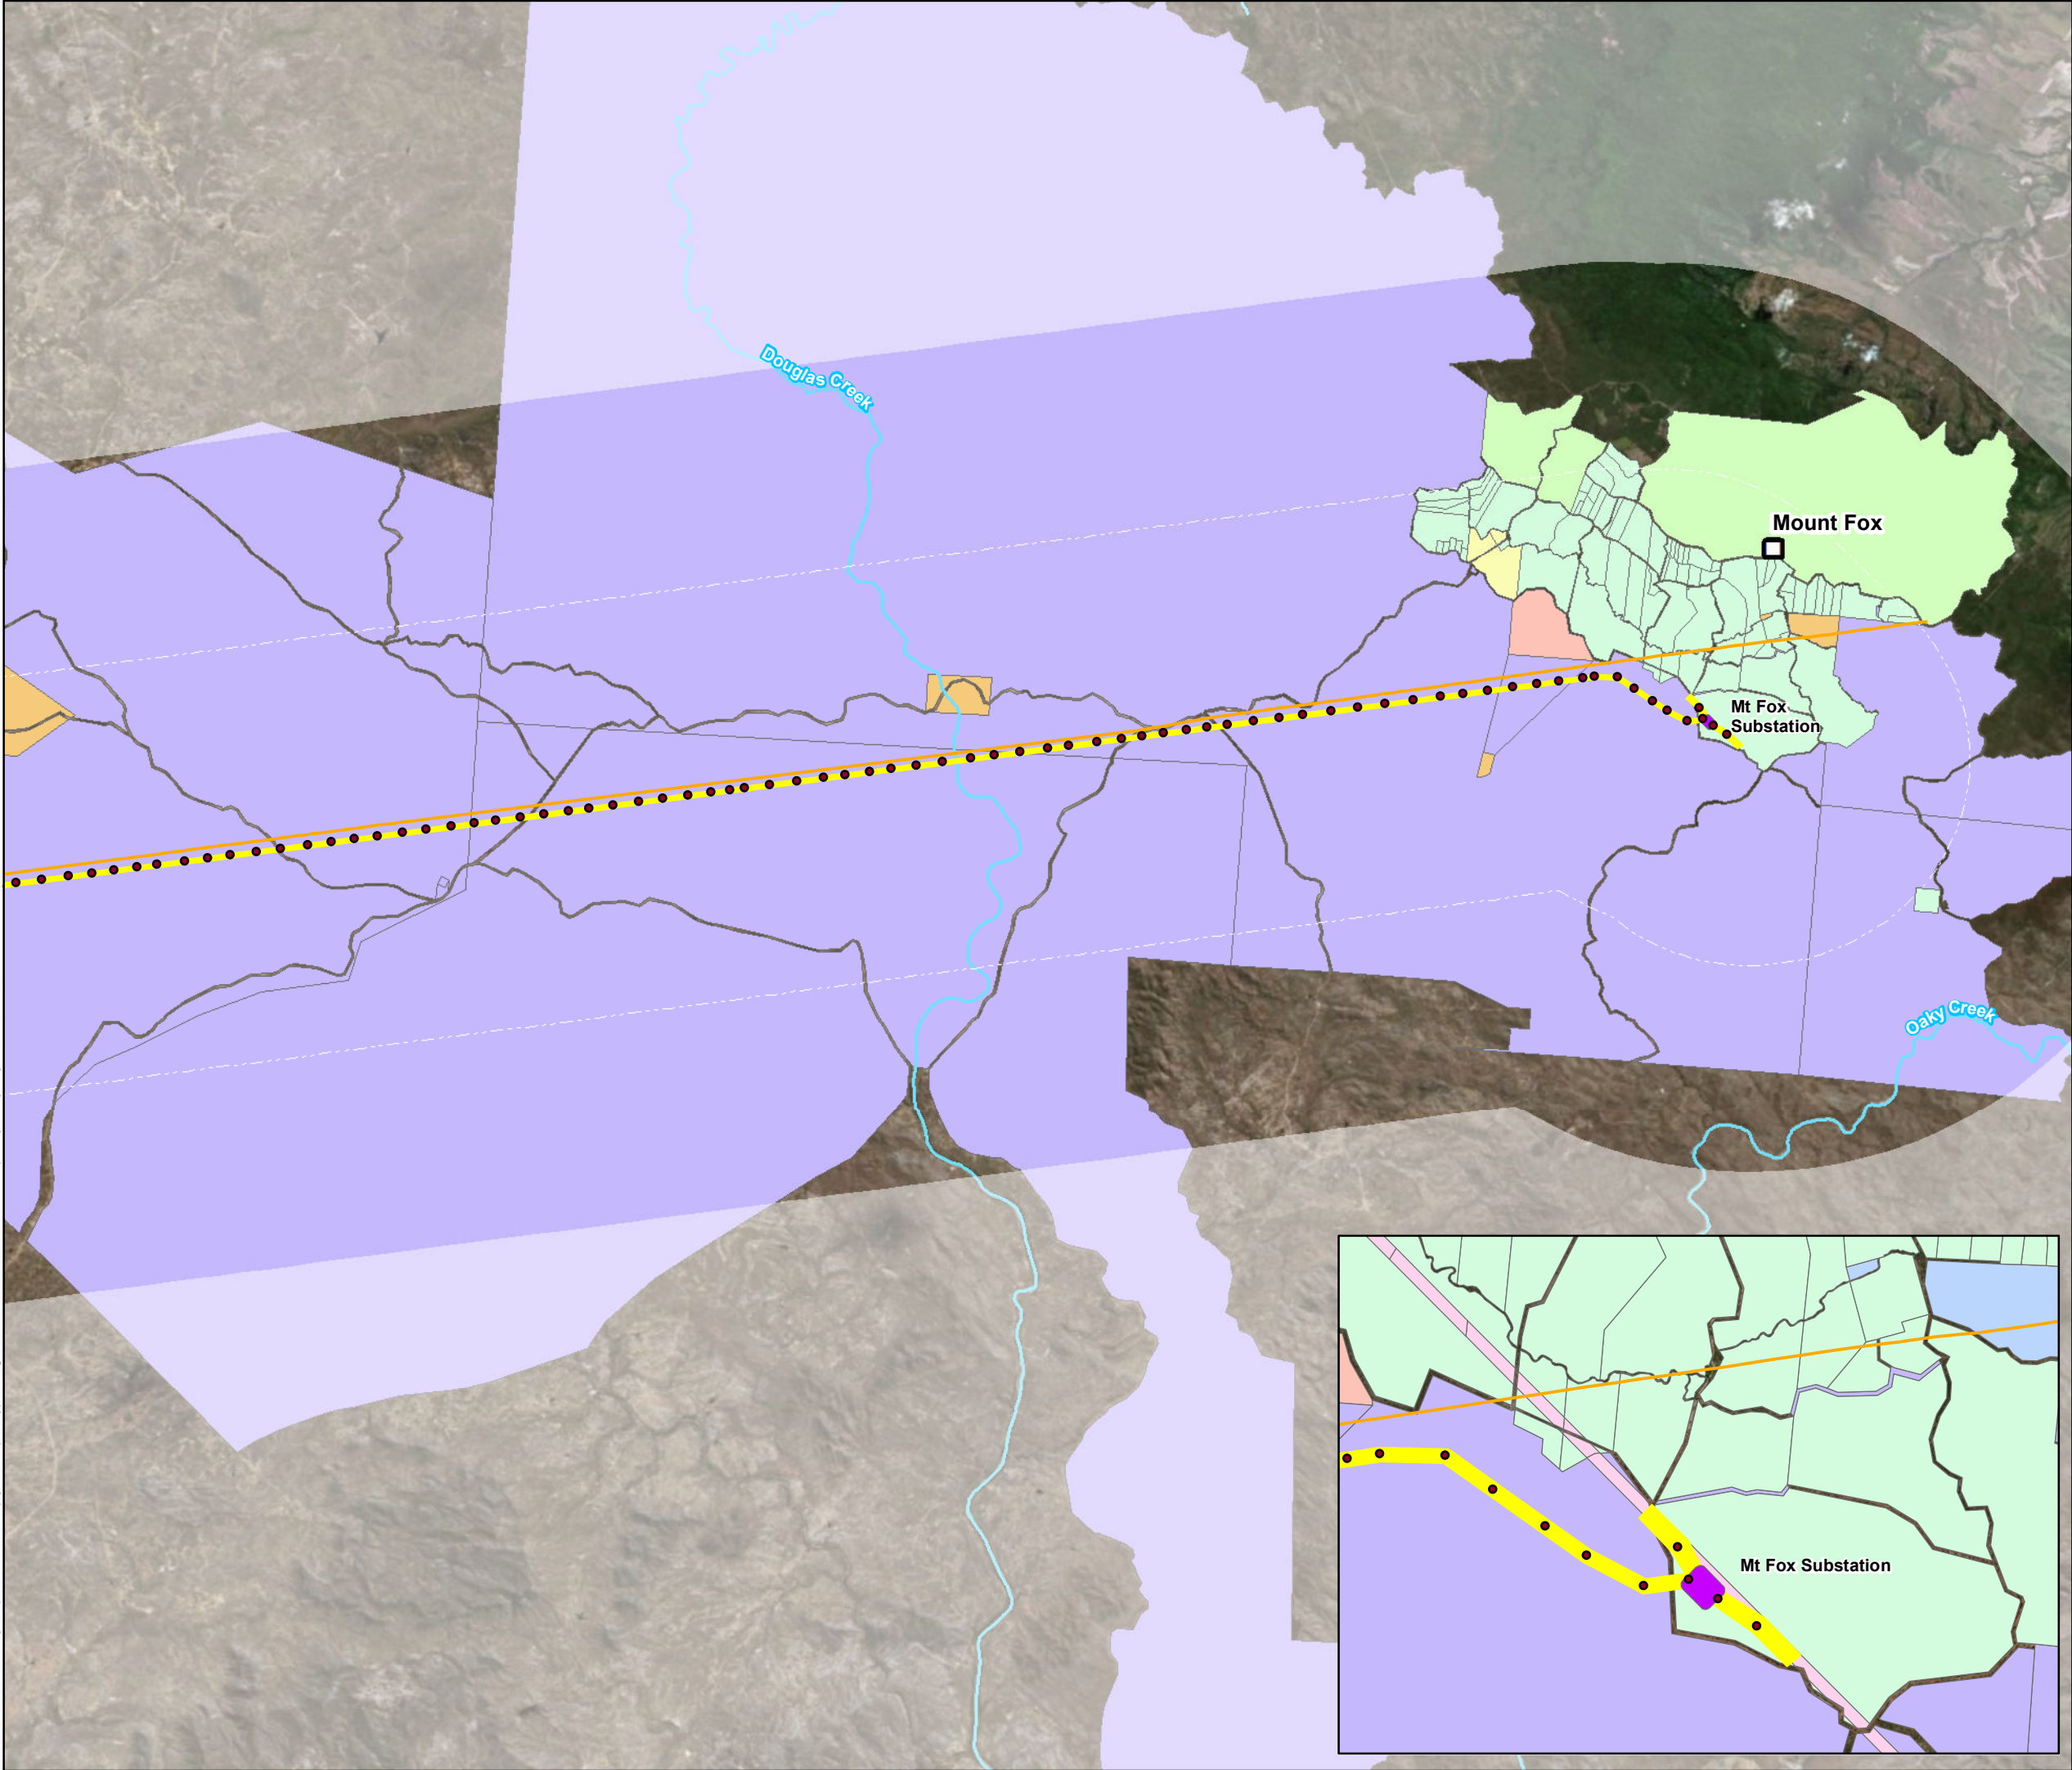 Douglas Creek
Mount Fox
Mt Fox
Substation
Oaky Creek
Mt Fox Substation